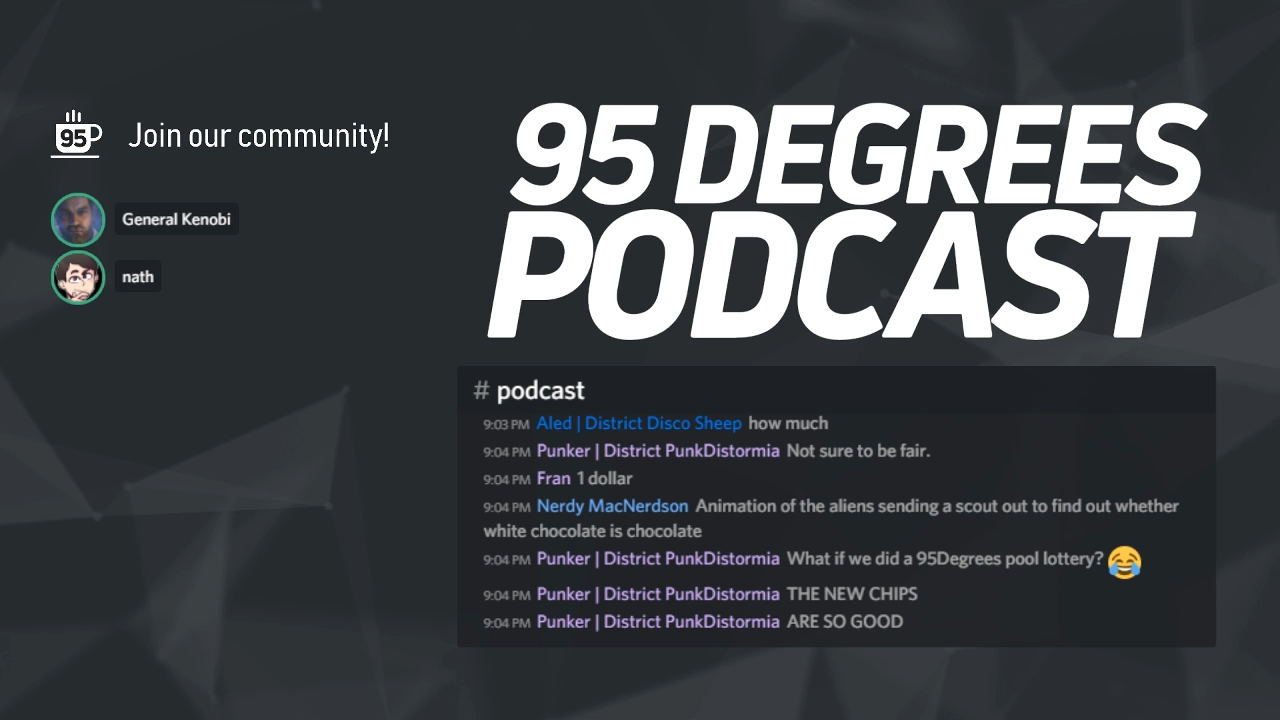 95 Join our community!
General Kenobi
nath
95 DEGREES
PODCAST
# podcast
9:03 PM Aled | District Disco Sheep how much
9:04 PM Punker | District PunkDistormia Not sure to be fair.
9:04 PM Fran 1 dollar
9:04 PM Nerdy MacNerdson Animation of the aliens sending a scout out to find out whether
white chocolate is chocolate
9:04 PM Punker | District PunkDistormia What if we did a 95Degrees pool lottery? 😂
9:04 PM Punker | District PunkDistormia THE NEW CHIPS
9:04 PM Punker | District PunkDistormia ARE SO GOOD